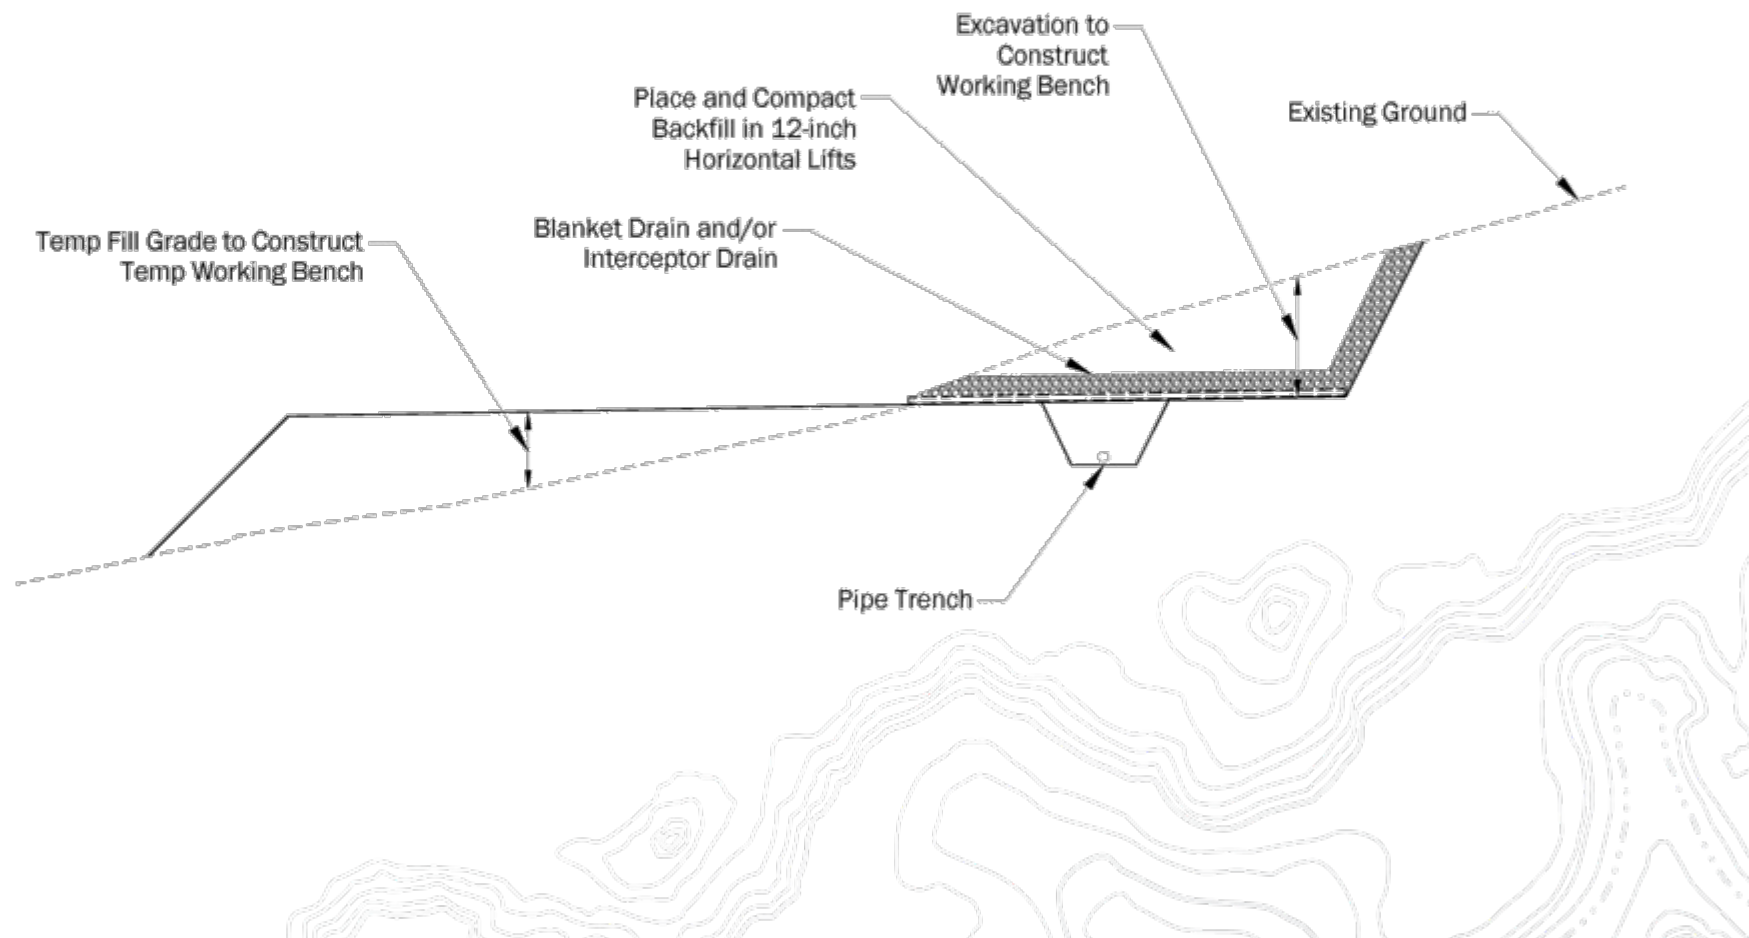 Excavation to
Construct
Working Bench
Place and Compact
Backfill in 12-inch
Horizontal Lifts
Existing Ground
Blanket Drain and/or
Interceptor Drain
Temp Fill Grade to Construct
Temp Working Bench
Pipe Trench